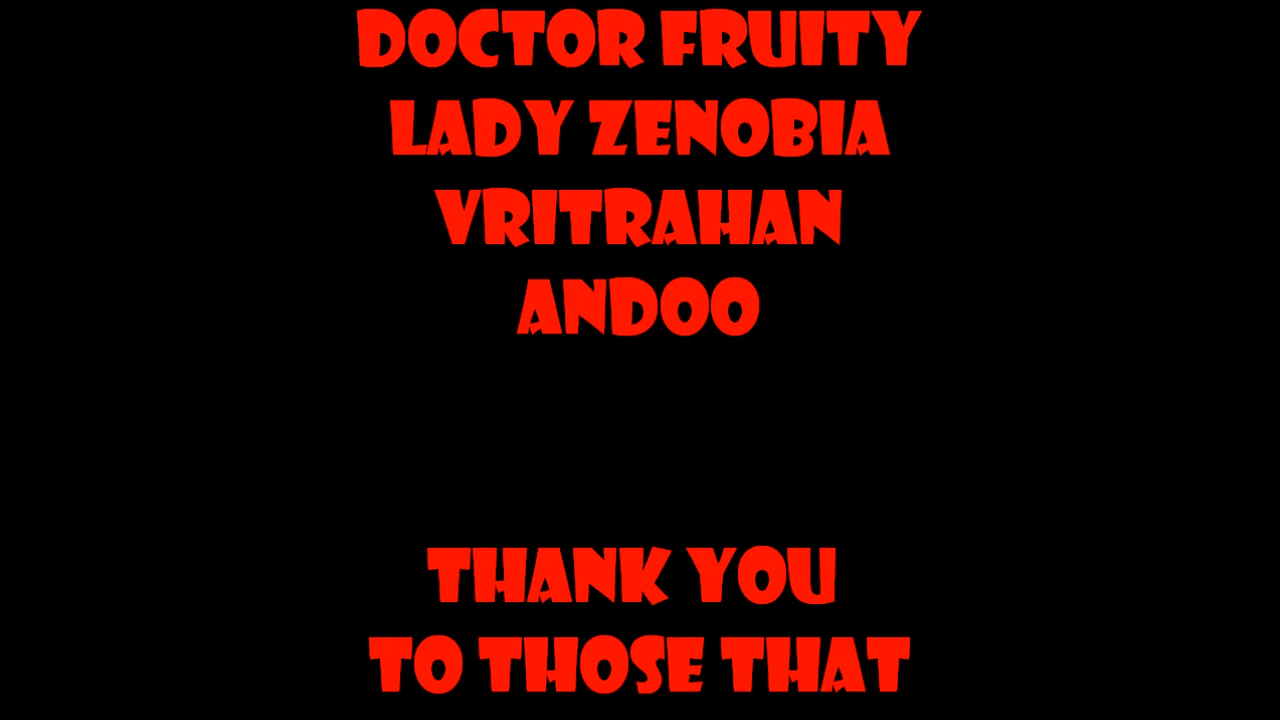 DOCTOR FRUITY
LADY ZENOBIA
VRITRAHAN
ANDOO
THANK YOU
TO THOSE THAT